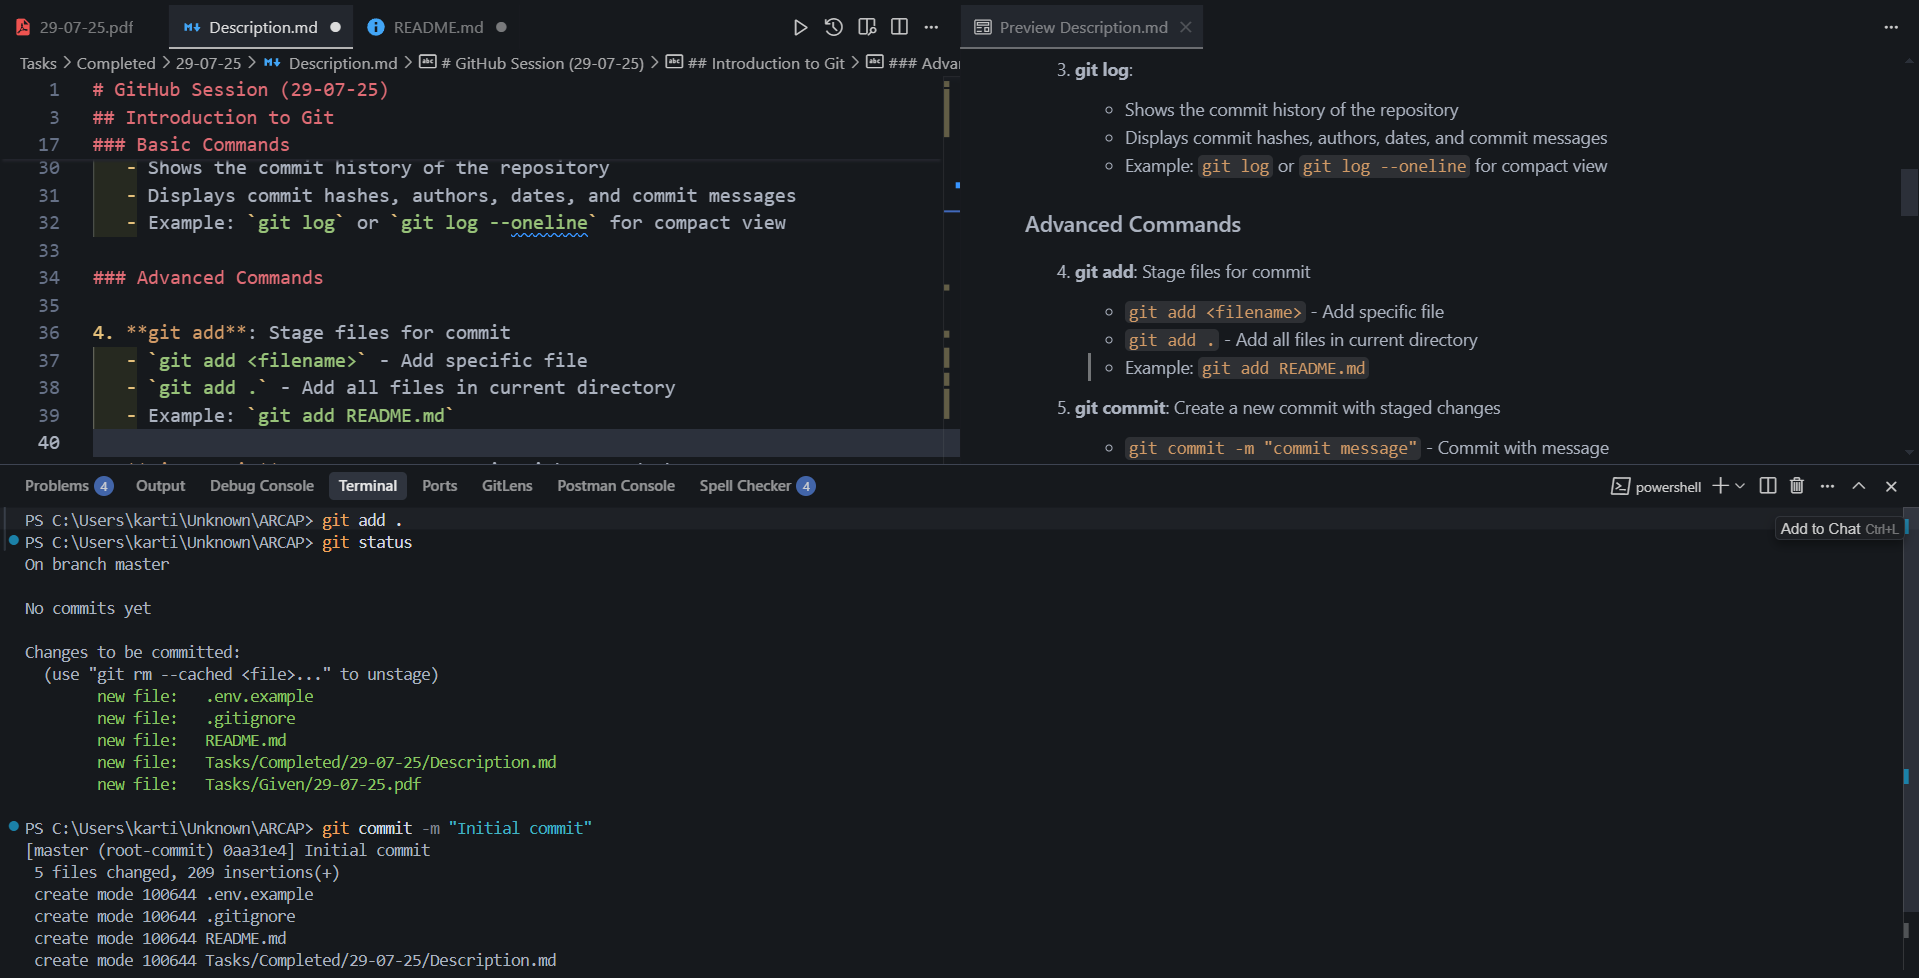 29-07-25.pdf
Description.md
README.md
Preview Description.md
Tasks > Completed > 29-07-25 > Description.md > # GitHub Session (29-07-25) > ## Introduction to Git > ### Adva
1 # GitHub Session (29-07-25)
3 ## Introduction to Git
17 ### Basic Commands
30 - Shows the commit history of the repository
31 - Displays commit hashes, authors, dates, and commit messages
32 - Example: `git log` or `git log --oneline` for compact view
33
34 ### Advanced Commands
35
36 4. **git add**: Stage files for commit
37 - `git add <filename>` - Add specific file
38 - `git add .` - Add all files in current directory
39 - Example: `git add README.md`
40
3. git log:
Shows the commit history of the repository
Displays commit hashes, authors, dates, and commit messages
Example: git log or git log --oneline for compact view
Advanced Commands
4. git add: Stage files for commit
git add <filename> - Add specific file
git add . - Add all files in current directory
Example: git add README.md
5. git commit: Create a new commit with staged changes
git commit -m "commit message" - Commit with message
Problems 4 Output Debug Console Terminal Ports GitLens Postman Console Spell Checker 4
powershell
PS C:\Users\karti\Unknown\ARCAP> git add .
Add to Chat Ctrl+L
PS C:\Users\karti\Unknown\ARCAP> git status
On branch master
No commits yet
Changes to be committed:
(use "git rm --cached <file>..." to unstage)
new file: .env.example
new file: .gitignore
new file: README.md
new file: Tasks/Completed/29-07-25/Description.md
new file: Tasks/Given/29-07-25.pdf
PS C:\Users\karti\Unknown\ARCAP> git commit -m "Initial commit"
[master (root-commit) 0aa31e4] Initial commit
5 files changed, 209 insertions(+)
create mode 100644 .env.example
create mode 100644 .gitignore
create mode 100644 README.md
create mode 100644 Tasks/Completed/29-07-25/Description.md